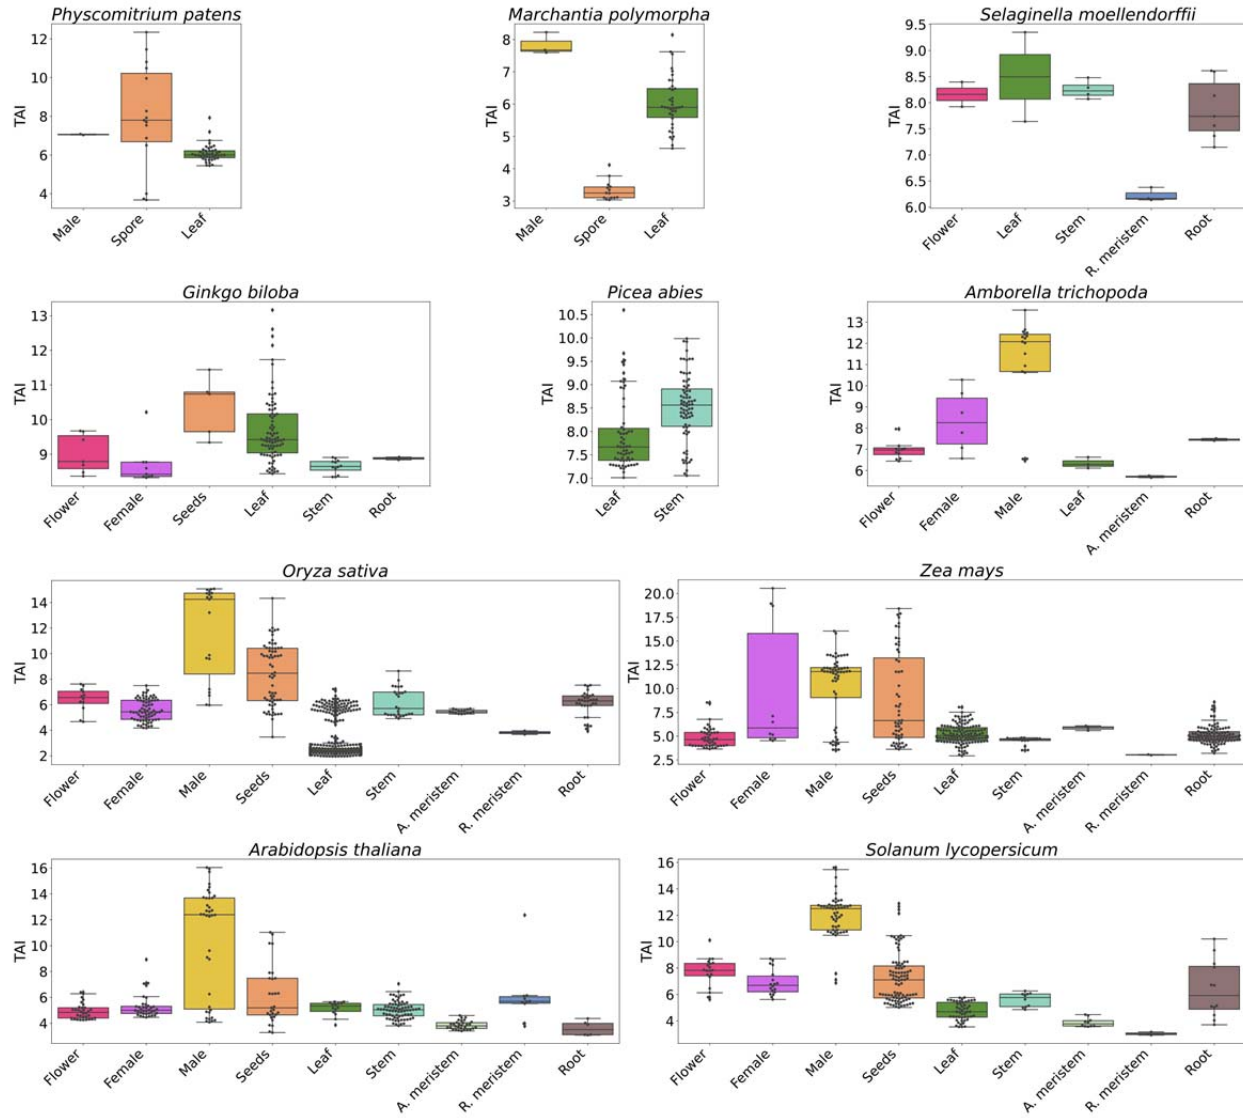 Physcomitrium patens
TAI
12
10
8
6
4
Male
Spore
Leaf
Marchantia polymorpha
TAI
8
7
6
5
4
3
Male
Spore
Leaf
Selaginella moellendorffii
TAI
9.5
9.0
8.5
8.0
7.5
7.0
6.5
6.0
Flower
Leaf
Stem
R. meristem
Root
Ginkgo biloba
TAI
13
12
11
10
9
Flower
Female
Seeds
Leaf
Stem
Root
Picea abies
TAI
10.5
10.0
9.5
9.0
8.5
8.0
7.5
7.0
Leaf
Stem
Amborella trichopoda
TAI
13
12
11
10
9
8
7
6
Flower
Female
Male
Leaf
A. meristem
Root
Oryza sativa
TAI
14
12
10
8
6
4
2
Flower
Female
Male
Seeds
Leaf
Stem
A. meristem
R. meristem
Root
Zea mays
TAI
20.0
17.5
15.0
12.5
10.0
7.5
5.0
2.5
Flower
Female
Male
Seeds
Leaf
Stem
A. meristem
R. meristem
Root
Arabidopsis thaliana
TAI
16
14
12
10
8
6
4
Flower
Female
Male
Seeds
Leaf
Stem
A. meristem
R. meristem
Root
Solanum lycopersicum
TAI
16
14
12
10
8
6
4
Flower
Female
Male
Seeds
Leaf
Stem
A. meristem
R. meristem
Root